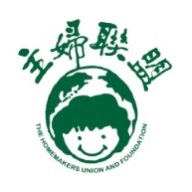 主婦聯盟
THE HOMEMAKERS UNION AND FOUNDATION